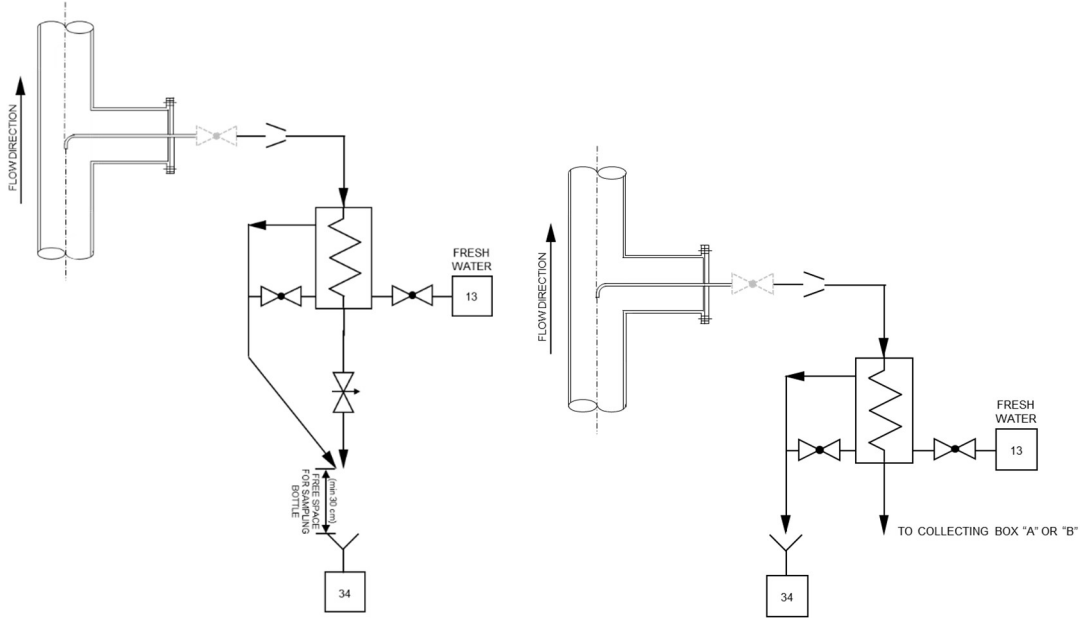 FLOW DIRECTION
FRESH
WATER
13
(min 30 cm)
FREE SPACE
FOR SAMPLING
BOTTLE
34
FLOW DIRECTION
FRESH
WATER
13
TO COLLECTING BOX “A” OR “B”
34